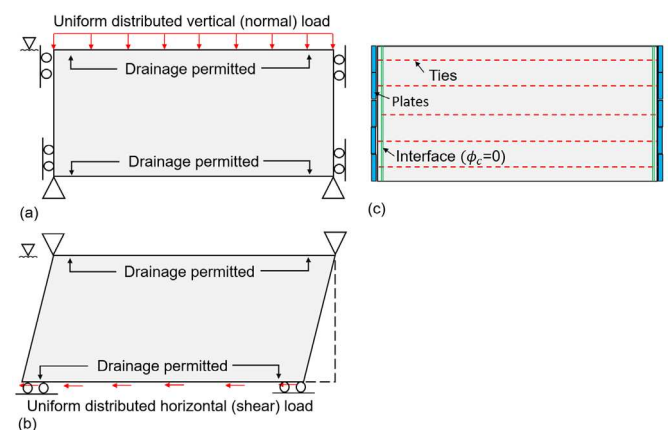 Uniform distributed vertical (normal) load
Drainage permitted
Drainage permitted
(a)
Ties
Plates
Interface (ϕc=0)
(c)
Drainage permitted
Drainage permitted
Uniform distributed horizontal (shear) load
(b)